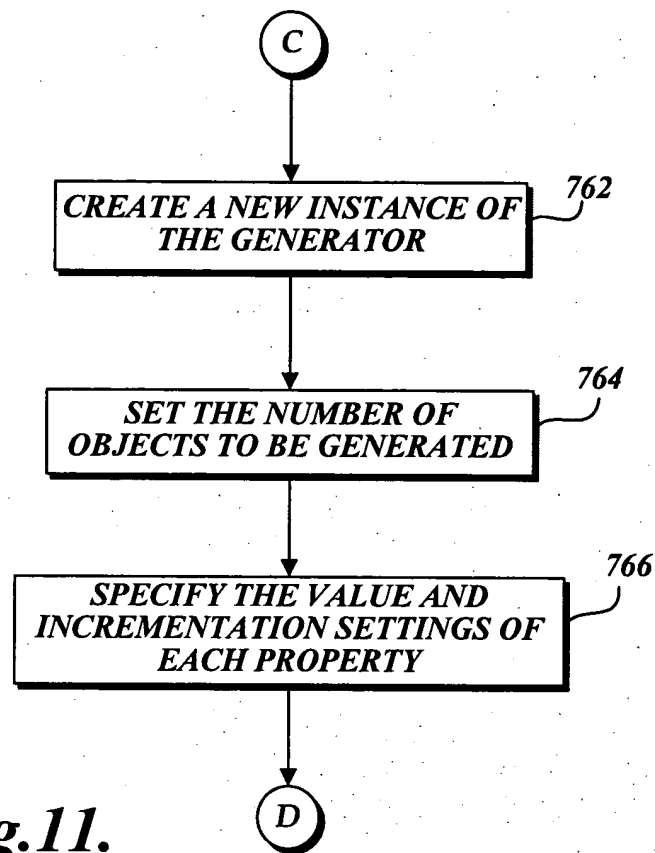 C
CREATE A NEW INSTANCE OF
THE GENERATOR
762
SET THE NUMBER OF
OBJECTS TO BE GENERATED
764
SPECIFY THE VALUE AND
INCREMENTATION SETTINGS OF
EACH PROPERTY
766
D
g.11.